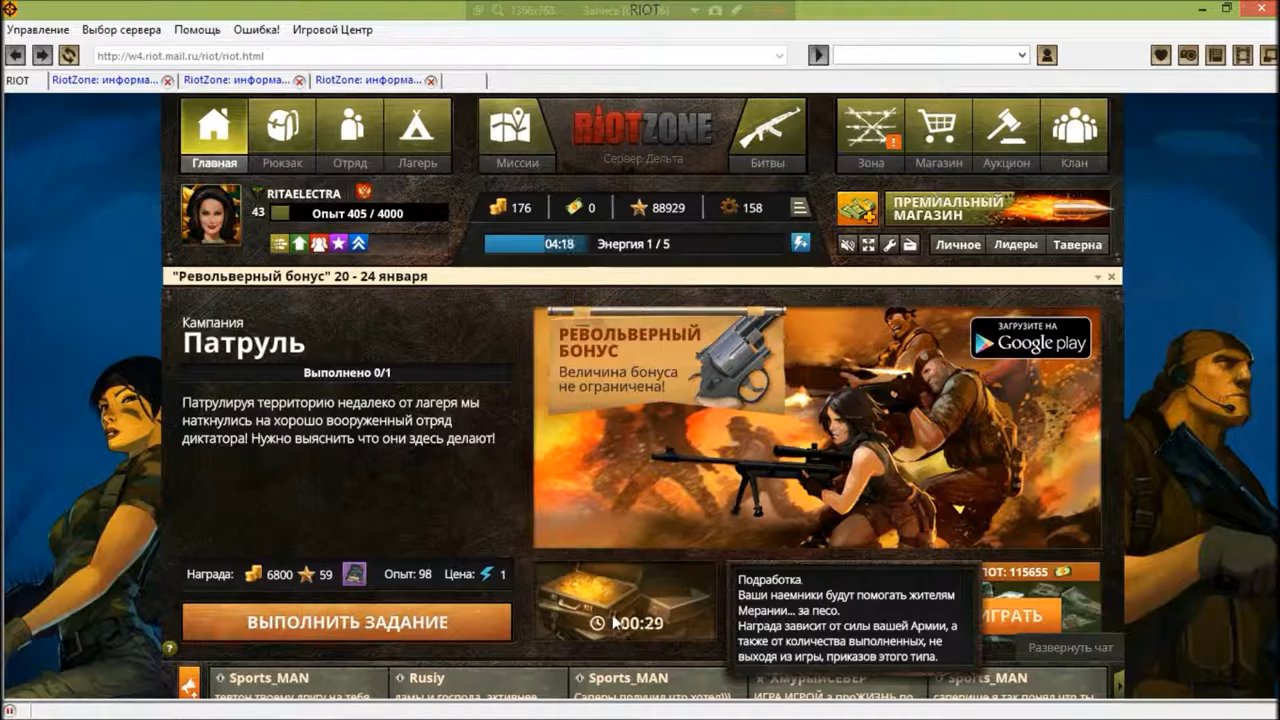 RIOT
Управление Выбор сервера Помощь Ошибка! Игровой Центр
http://w4.riot.mail.ru/riot/riot.html
RIOT RiotZone: информа... RiotZone: информа... RiotZone: информа...
RIOTZONE
Сервер Дельта
Главная Рюкзак Отряд Лагерь Миссии Битвы Зона Магазин Аукцион Клан
RITAELECTRA
43 Опыт 405 / 4000
176 0 88929 158
04:18 Энергия 1 / 5
ПРЕМИАЛЬНЫЙ
МАГАЗИН
Личное Лидеры Таверна
"Револьверный бонус" 20 - 24 января
Кампания
Патруль
Выполнено 0/1
Патрулируя территорию недалеко от лагеря мы
наткнулись на хорошо вооруженный отряд
диктатора! Нужно выяснить что они здесь делают!
РЕВОЛЬВЕРНЫЙ
БОНУС
Величина бонуса
не ограничена!
ЗАГРУЗИТЕ НА
Google play
Награда: 6800 59 Опыт: 98 Цена: 1
ВЫПОЛНИТЬ ЗАДАНИЕ
00:29
Подработка.
Ваши наемники будут помогать жителям
Мерании... за песо.
Награда зависит от силы вашей Армии, а
также от количества выполненных, не
выходя из игры, приказов этого типа.
115655
Развернуть чат
Sports_MAN Rusiy Sports_MAN ХмурыйСЕВЕР Sports_MAN